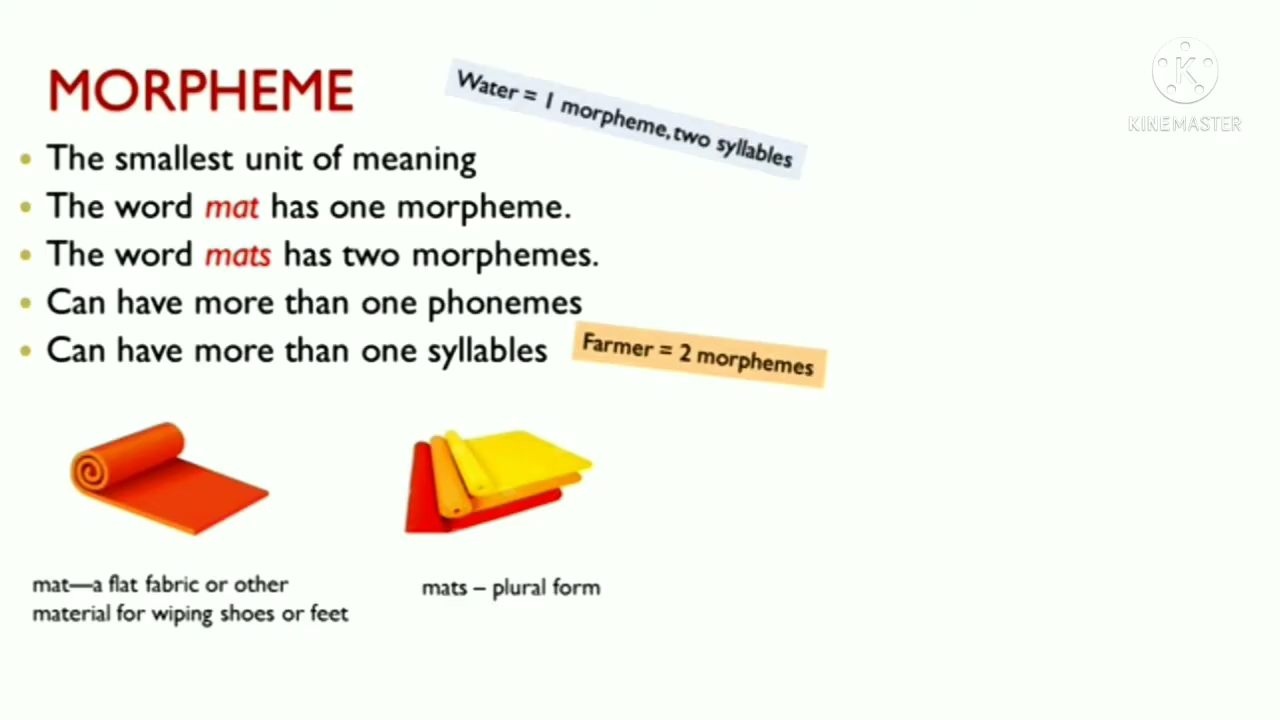 MORPHEME
Water = 1 morpheme, two syllables
K
KINEMASTER
• The smallest unit of meaning
• The word mat has one morpheme.
• The word mats has two morphemes.
• Can have more than one phonemes
• Can have more than one syllables
Farmer = 2 morphemes
mat—a flat fabric or other
material for wiping shoes or feet
mats – plural form